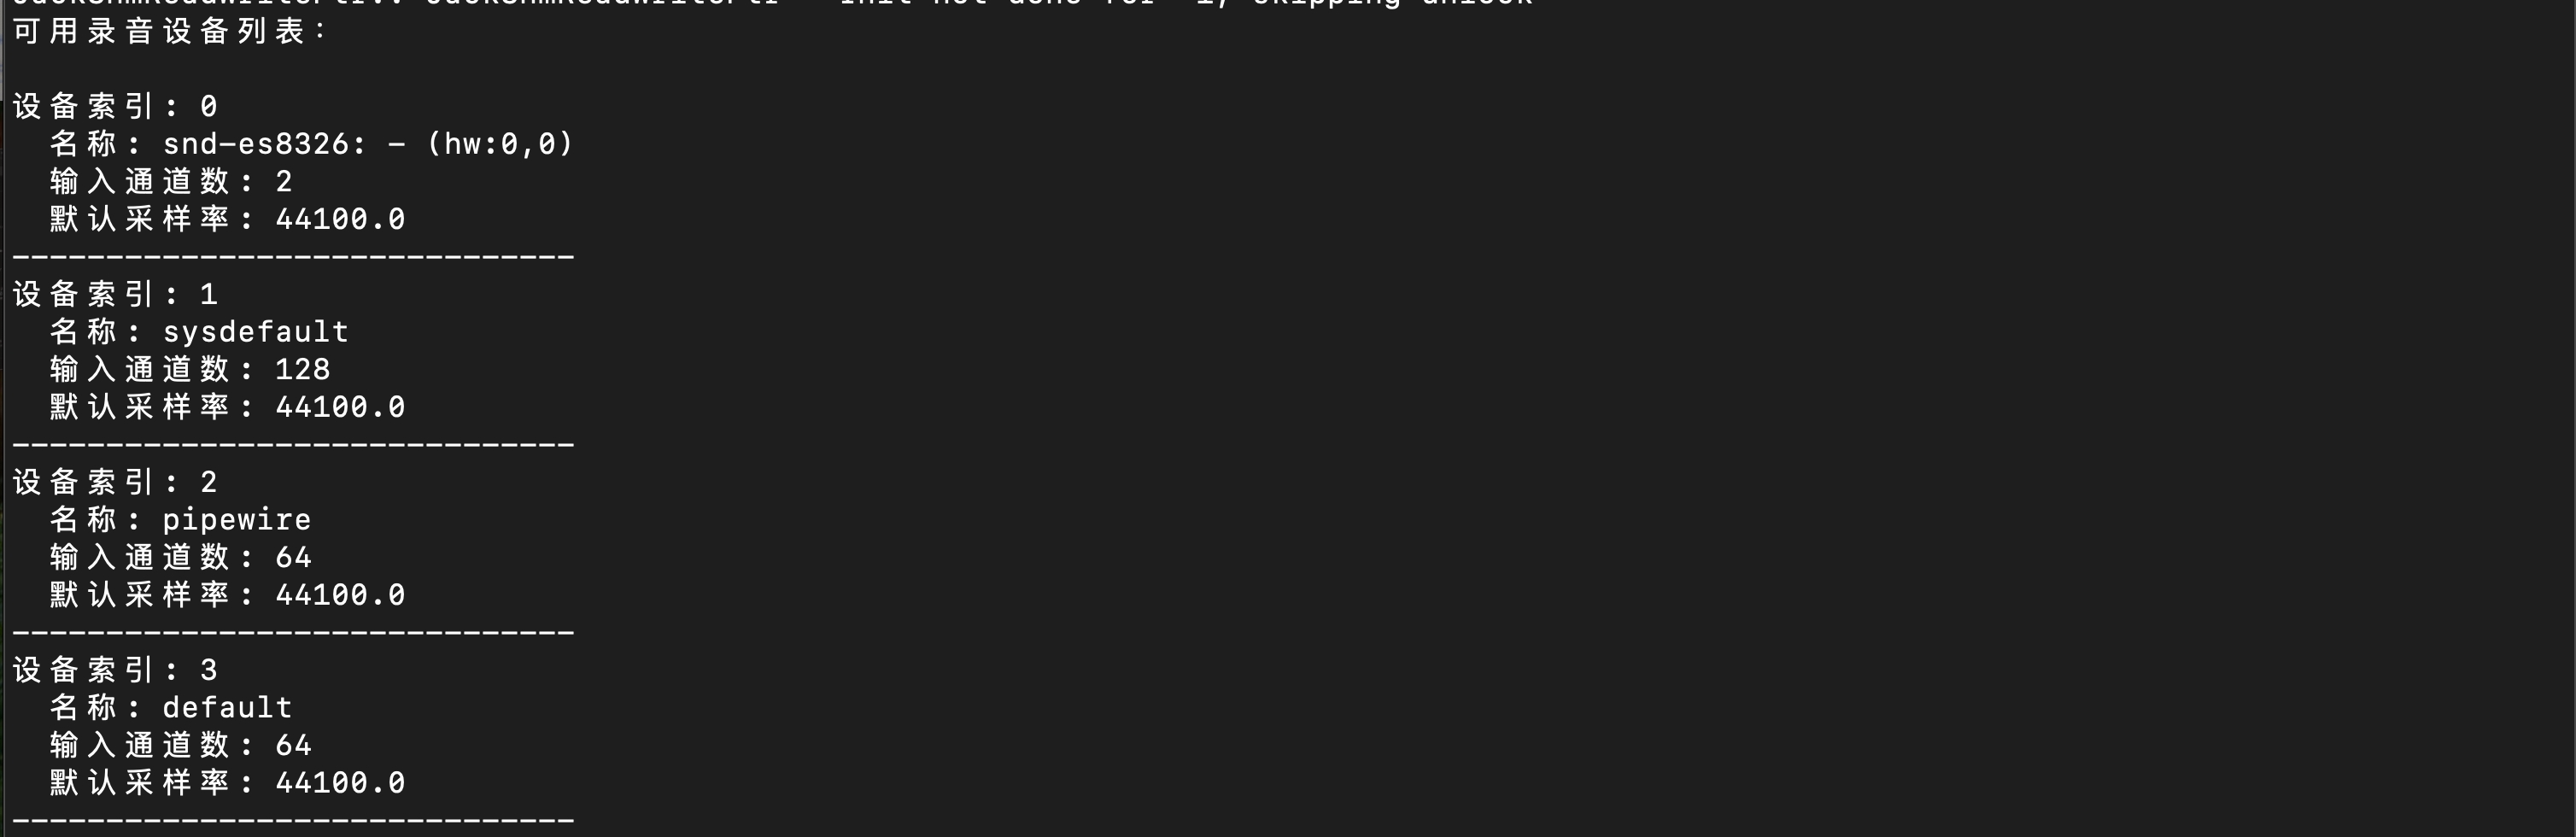 可用录音设备列表:

设备索引: 0
  名称: snd-es8326: - (hw:0,0)
  输入通道数: 2
  默认采样率: 44100.0
------------------------------
设备索引: 1
  名称: sysdefault
  输入通道数: 128
  默认采样率: 44100.0
------------------------------
设备索引: 2
  名称: pipewire
  输入通道数: 64
  默认采样率: 44100.0
------------------------------
设备索引: 3
  名称: default
  输入通道数: 64
  默认采样率: 44100.0
------------------------------